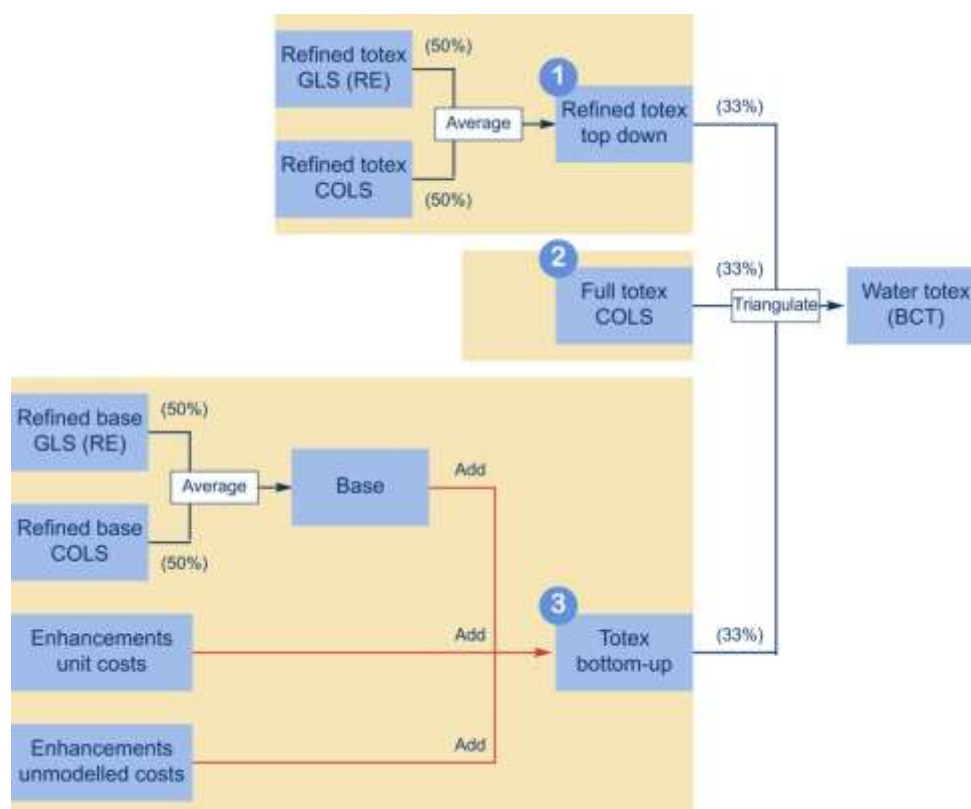 (50%)
Refined totex
GLS (RE)
1
Refined totex
top down
(33%)
Average
Refined totex
COLS
(50%)
2
Full totex
COLS
(33%)
Triangulate
Water totex
(BCT)
Refined base
GLS (RE)
(50%)
Average
Base
Add
Refined base
COLS
(50%)
3
Enhancements
unit costs
Add
Totex
bottom-up
(33%)
Enhancements
unmodelled costs
Add